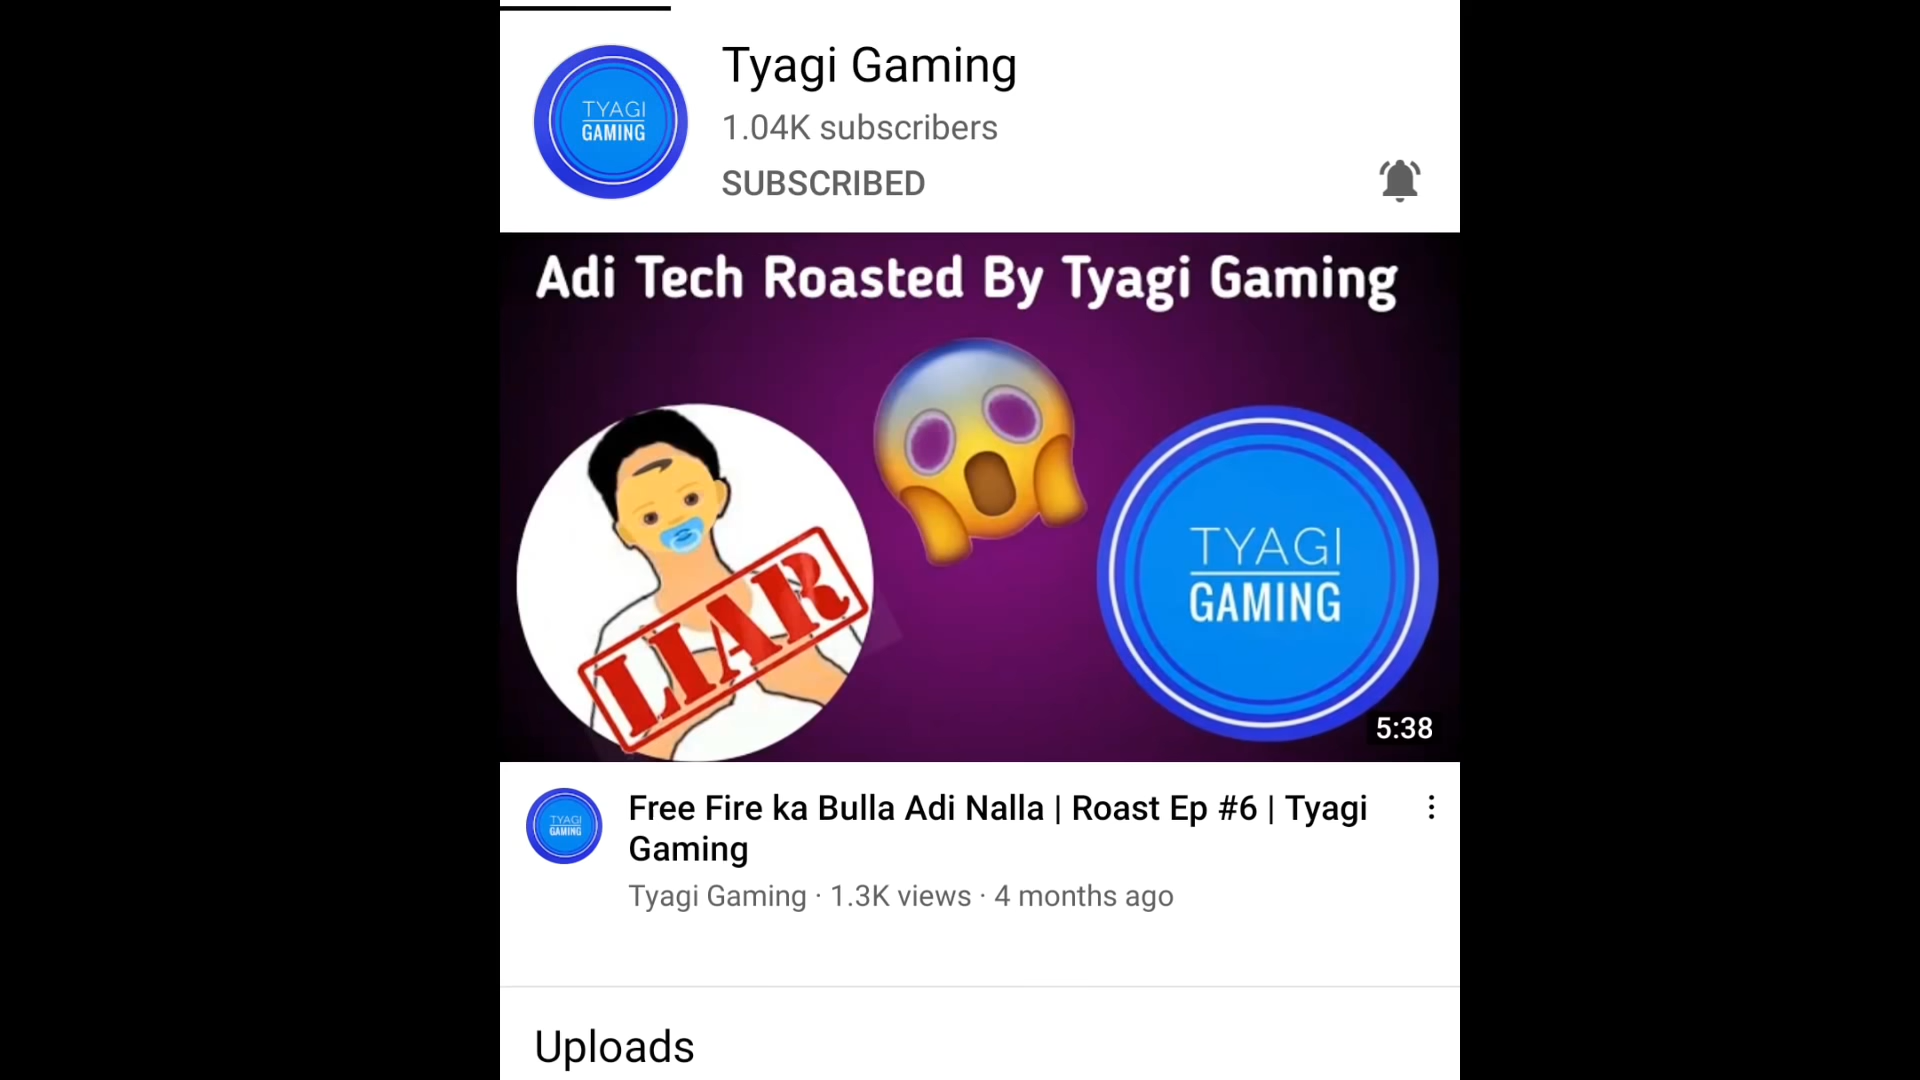 TYAGI
GAMING
Tyagi Gaming
1.04K subscribers
SUBSCRIBED
Adi Tech Roasted By Tyagi Gaming
LIAR
TYAGI
GAMING
5:38
TYAGI
GAMING
Free Fire ka Bulla Adi Nalla | Roast Ep #6 | Tyagi
Gaming
Tyagi Gaming · 1.3K views · 4 months ago
Uploads